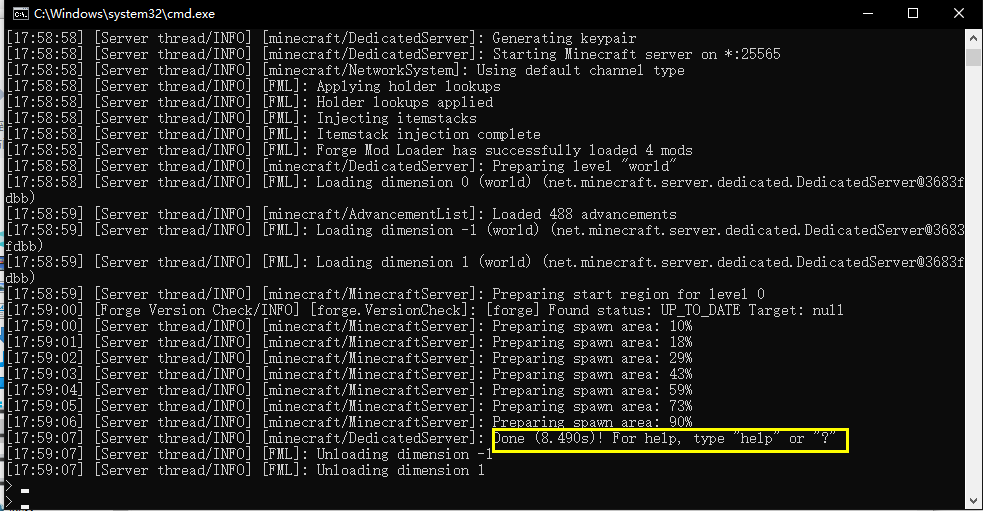 C:\Windows\system32\cmd.exe
[17:58:58] [Server thread/INFO] [minecraft/DedicatedServer]: Generating keypair
[17:58:58] [Server thread/INFO] [minecraft/DedicatedServer]: Starting Minecraft server on *:25565
[17:58:58] [Server thread/INFO] [minecraft/NetworkSystem]: Using default channel type
[17:58:58] [Server thread/INFO] [FML]: Applying holder lookups
[17:58:58] [Server thread/INFO] [FML]: Holder lookups applied
[17:58:58] [Server thread/INFO] [FML]: Injecting itemstacks
[17:58:58] [Server thread/INFO] [FML]: Itemstack injection complete
[17:58:58] [Server thread/INFO] [FML]: Forge Mod Loader has successfully loaded 4 mods
[17:58:58] [Server thread/INFO] [minecraft/DedicatedServer]: Preparing level "world"
[17:58:58] [Server thread/INFO] [FML]: Loading dimension 0 (world) (net.minecraft.server.dedicated.DedicatedServer@3683f
dbb)
[17:58:59] [Server thread/INFO] [minecraft/AdvancementList]: Loaded 488 advancements
[17:58:59] [Server thread/INFO] [FML]: Loading dimension -1 (world) (net.minecraft.server.dedicated.DedicatedServer@3683
fdbb)
[17:58:59] [Server thread/INFO] [FML]: Loading dimension 1 (world) (net.minecraft.server.dedicated.DedicatedServer@3683f
dbb)
[17:58:59] [Server thread/INFO] [minecraft/MinecraftServer]: Preparing start region for level 0
[17:59:00] [Forge Version Check/INFO] [forge.VersionCheck]: [forge] Found status: UP_TO_DATE Target: null
[17:59:00] [Server thread/INFO] [minecraft/MinecraftServer]: Preparing spawn area: 10%
[17:59:01] [Server thread/INFO] [minecraft/MinecraftServer]: Preparing spawn area: 18%
[17:59:02] [Server thread/INFO] [minecraft/MinecraftServer]: Preparing spawn area: 29%
[17:59:03] [Server thread/INFO] [minecraft/MinecraftServer]: Preparing spawn area: 43%
[17:59:04] [Server thread/INFO] [minecraft/MinecraftServer]: Preparing spawn area: 59%
[17:59:05] [Server thread/INFO] [minecraft/MinecraftServer]: Preparing spawn area: 73%
[17:59:06] [Server thread/INFO] [minecraft/MinecraftServer]: Preparing spawn area: 90%
[17:59:07] [Server thread/INFO] [minecraft/DedicatedServer]: Done (8.490s)! For help, type "help" or "?"
[17:59:07] [Server thread/INFO] [FML]: Unloading dimension -1
[17:59:07] [Server thread/INFO] [FML]: Unloading dimension 1
>
>